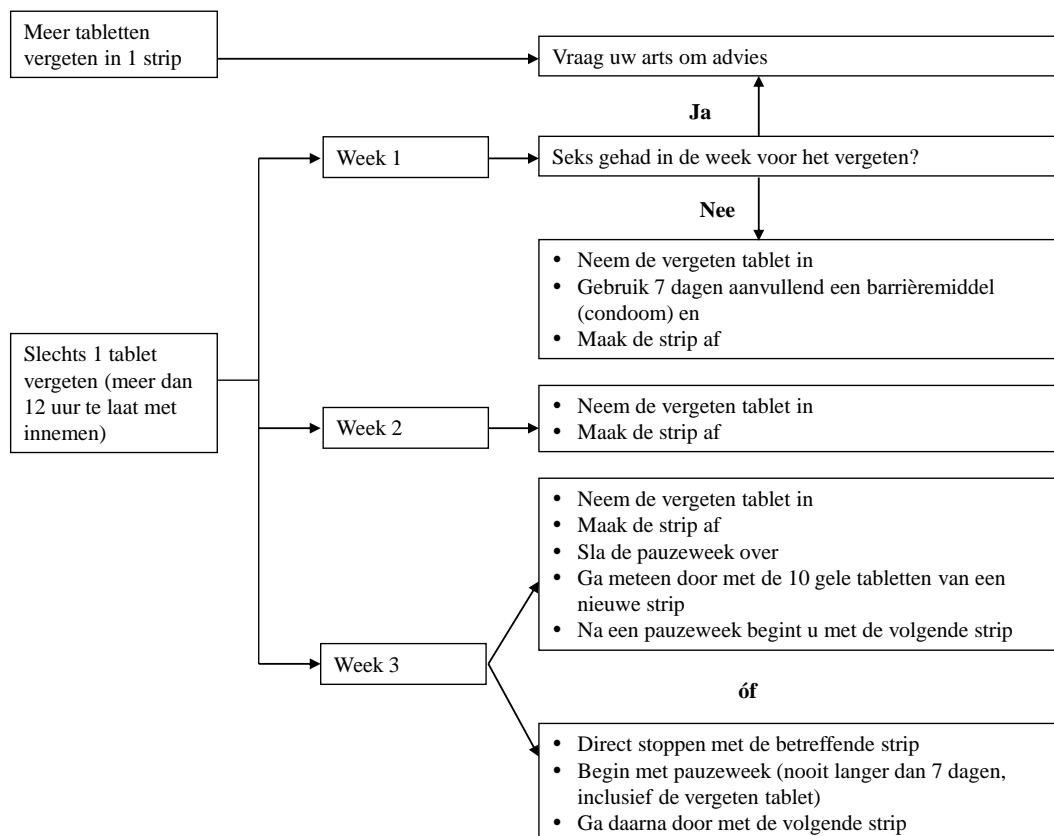 Meer tabletten
vergeten in 1 strip
Vraag uw arts om advies
Ja
Week 1
Seks gehad in de week voor het vergeten?
Nee
• Neem de vergeten tablet in
• Gebruik 7 dagen aanvullend een barrièremiddel
(condoom) en
• Maak de strip af
Slechts 1 tablet
vergeten (meer dan
12 uur te laat met
innemen)
Week 2
• Neem de vergeten tablet in
• Maak de strip af
• Neem de vergeten tablet in
• Maak de strip af
• Sla de pauzeweek over
• Ga meteen door met de 10 gele tabletten van een
nieuwe strip
• Na een pauzeweek begint u met de volgende strip
Week 3
óf
• Direct stoppen met de betreffende strip
• Begin met pauzeweek (nooit langer dan 7 dagen,
inclusief de vergeten tablet)
• Ga daarna door met de volgende strip